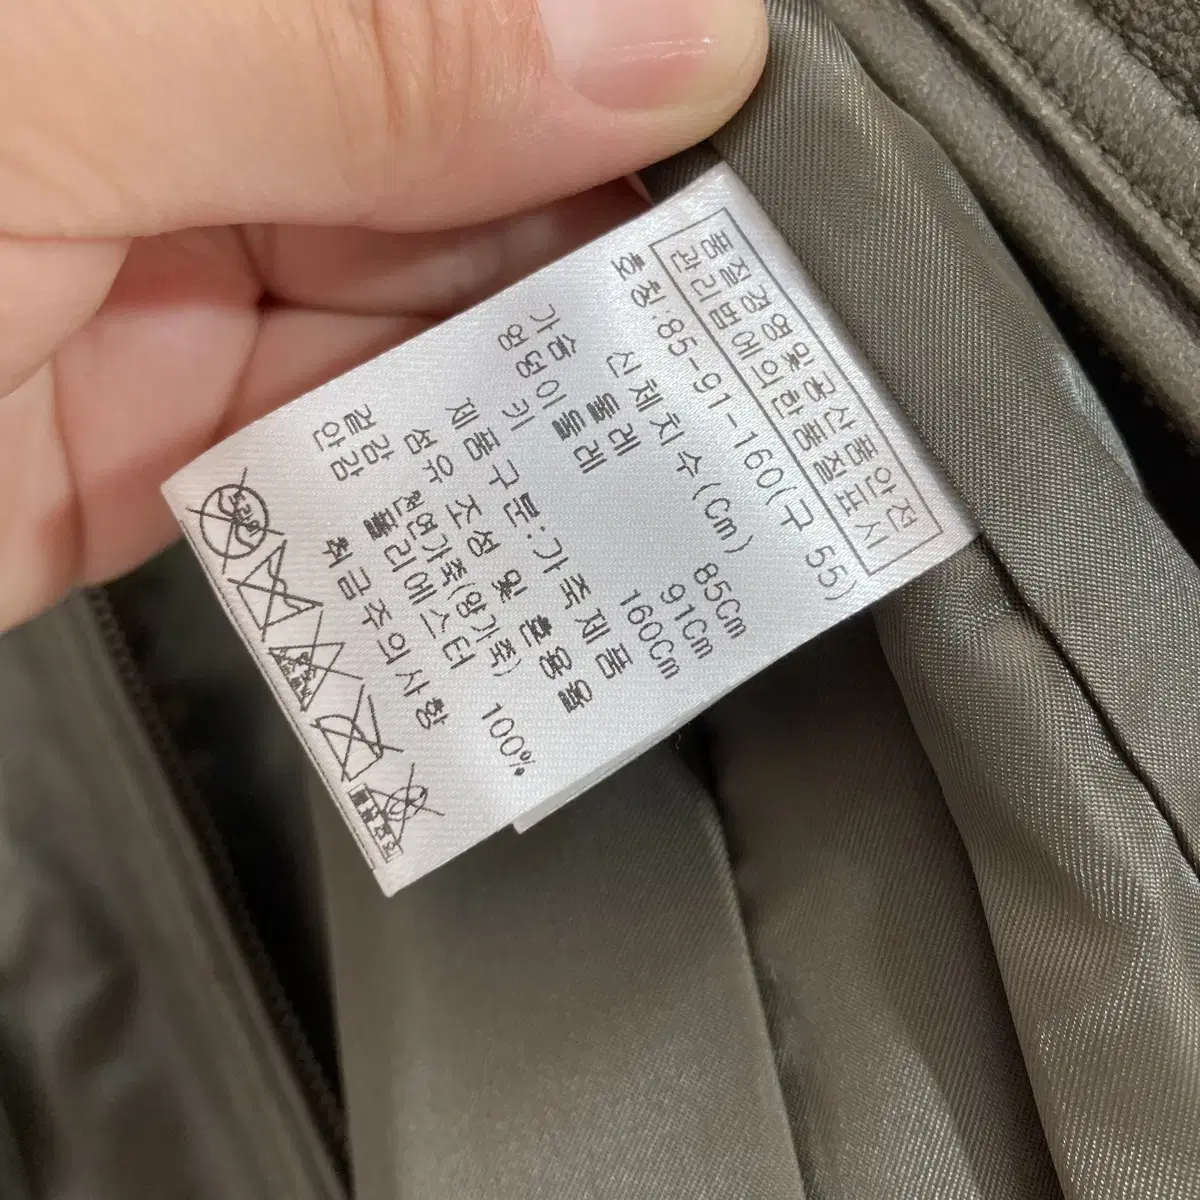 품질경영및공산품안전
관리법에의한품질표시
호칭:85-91-160(구 55)
신체치수(Cm)
가슴 둘레 85Cm
엉덩이 둘레 91Cm
키 160Cm
제품구분:가죽제품
섬유 조성 및 혼용율
겉감 천연가죽(양가죽)
안감 폴리에스터 100%
취급주의사항
드라이